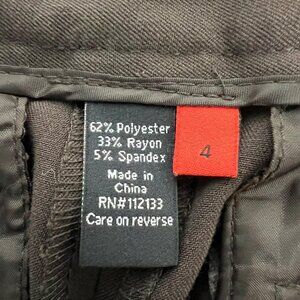 62% Polyester
33% Rayon
5% Spandex
Made in
China
RN#112133
Care on reverse
4